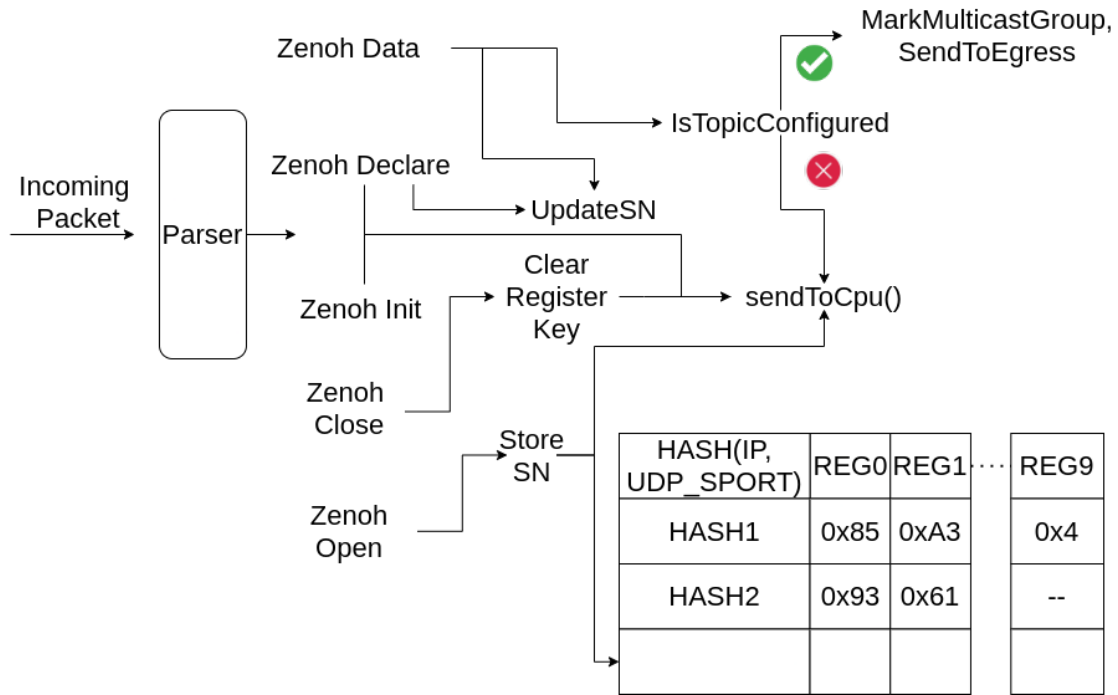 MarkMulticastGroup,
SendToEgress
Zenoh Data
IsTopicConfigured
Zenoh Declare
Incoming
Packet
Parser
UpdateSN
Clear
Register
Key
Zenoh Init
sendToCpu()
Zenoh
Close
Store
SN
Zenoh
Open
HASH(IP,
UDP_SPORT)
REG0 REG1 ..... REG9
HASH1 0x85 0xA3 0x4
HASH2 0x93 0x61 --